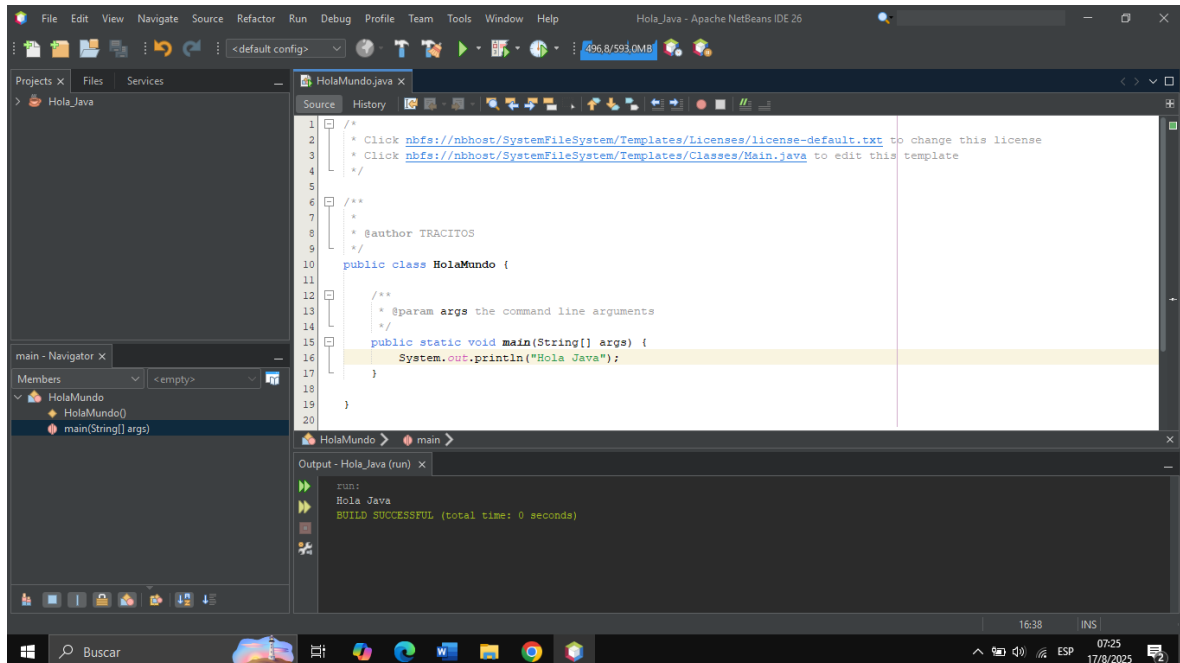 File Edit View Navigate Source Refactor Run Debug Profile Team Tools Window Help Hola_Java - Apache NetBeans IDE 26
<default config> 496,8/593,0MB
Projects Files Services
Hola_Java
HolaMundo.java
Source History
1 /*
2 * Click nbfs://nbhost/SystemFileSystem/Templates/Licenses/license-default.txt to change this license
3 * Click nbfs://nbhost/SystemFileSystem/Templates/Classes/Main.java to edit this template
4 */
5
6 /**
7 *
8 * @author TRACITOS
9 */
10 public class HolaMundo {
11
12 /**
13 * @param args the command line arguments
14 */
15 public static void main(String[] args) {
16 System.out.println("Hola Java");
17 }
18
19 }
20
HolaMundo main
main - Navigator
Members <empty>
HolaMundo
HolaMundo()
main(String[] args)
Output - Hola_Java (run)
run:
Hola Java
BUILD SUCCESSFUL (total time: 0 seconds)
16:38 INS
Buscar
ESP
07:25
17/8/2025
2